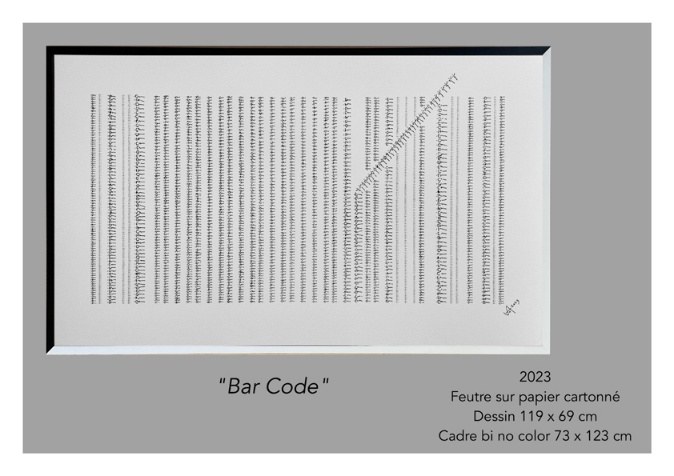 "Bar Code"
2023
Feutre sur papier cartonné
Dessin 119 x 69 cm
Cadre bi no color 73 x 123 cm